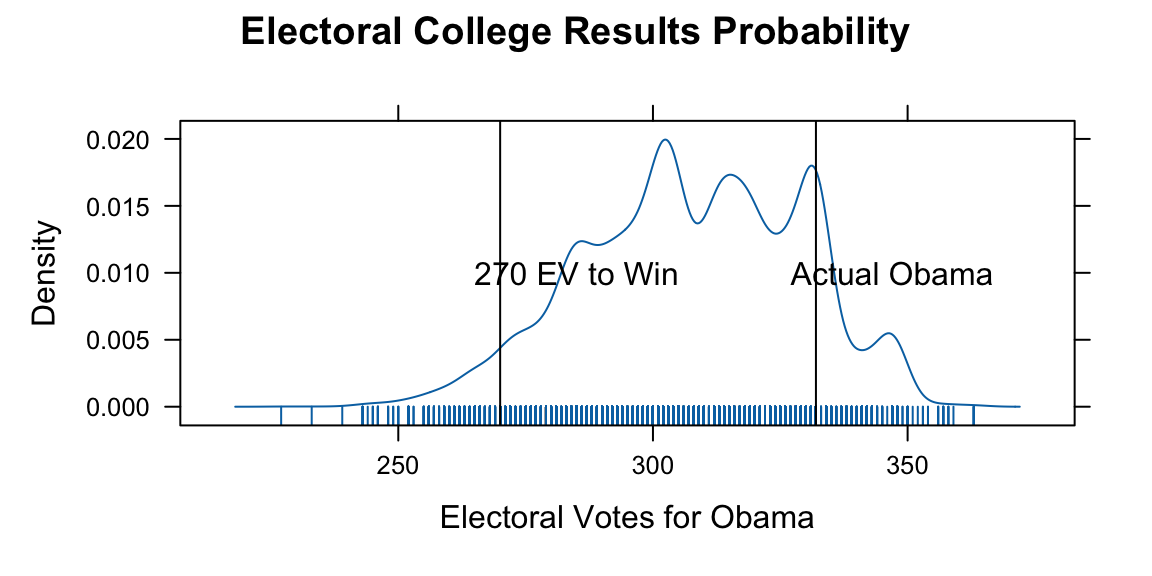 Electoral College Results Probability
0.020
0.015
0.010
0.005
0.000
Density
270 EV to Win
Actual Obama
250
300
350
Electoral Votes for Obama